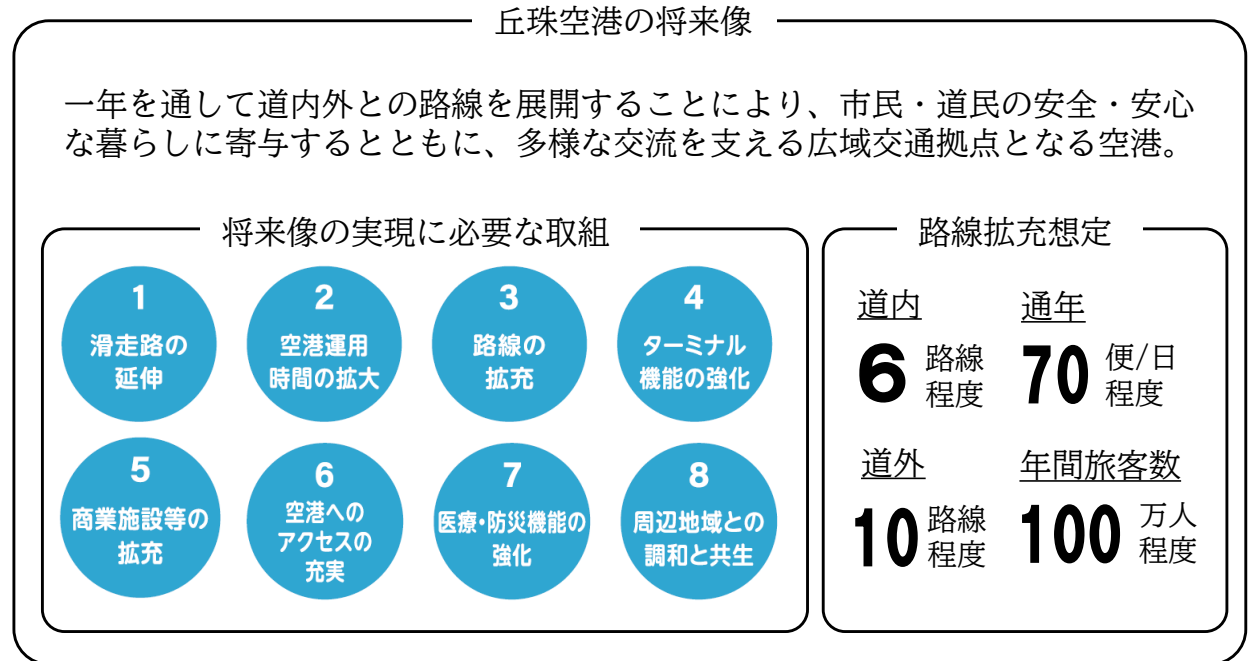 丘珠空港の将来像
一年を通して道内外との路線を展開することにより、市民・道民の安全・安心
な暮らしに寄与するとともに、多様な交流を支える広域交通拠点となる空港。
将来像の実現に必要な取組
1
滑走路の
延伸
2
空港運用
時間の拡大
3
路線の
拡充
4
ターミナル
機能の強化
5
商業施設等の
拡充
6
空港への
アクセスの
充実
7
医療・防災機能の
強化
8
周辺地域との
調和と共生
路線拡充想定
道内
6 路線
程度
通年
70 便/日
程度
道外
10 路線
程度
年間旅客数
100 万人
程度